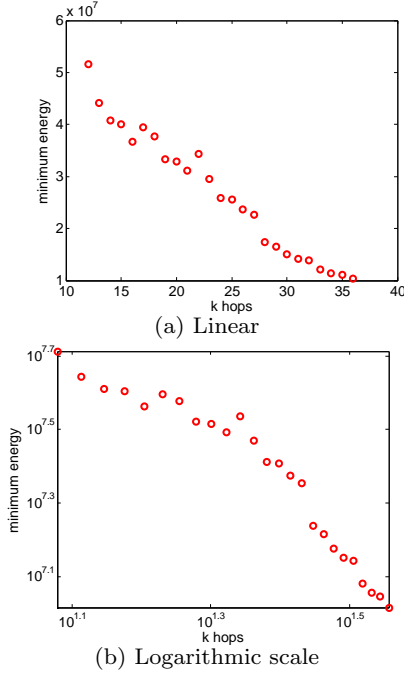 6 x 10^7
5
4
3
2
1
minimum energy
10 15 20 25 30 35 40
k hops
(a) Linear
10^7.7
10^7.5
10^7.3
10^7.1
minimum energy
10^1.1 10^1.3 10^1.5
k hops
(b) Logarithmic scale